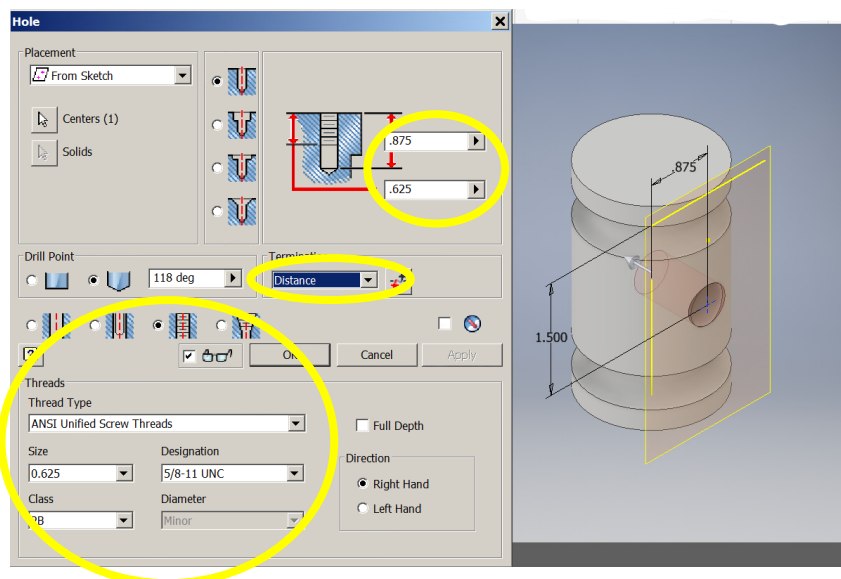 Hole
Placement
From Sketch
Centers (1)
Solids
.875
.625
Drill Point
118 deg
Termination
Distance
OK
Cancel
Apply
Threads
Thread Type
ANSI Unified Screw Threads
Full Depth
Size
Designation
0.625
5/8-11 UNC
Direction
Right Hand
Left Hand
Class
Diameter
2B
Minor
.875
1.500